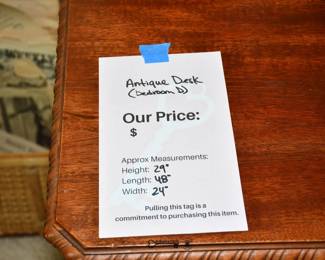 Antique Desk
(bedroom D)
Our Price:
$
Approx Measurements:
Height: 29"
Length: 48"
Width: 24"
Pulling this tag is a
commitment to purchasing this item.